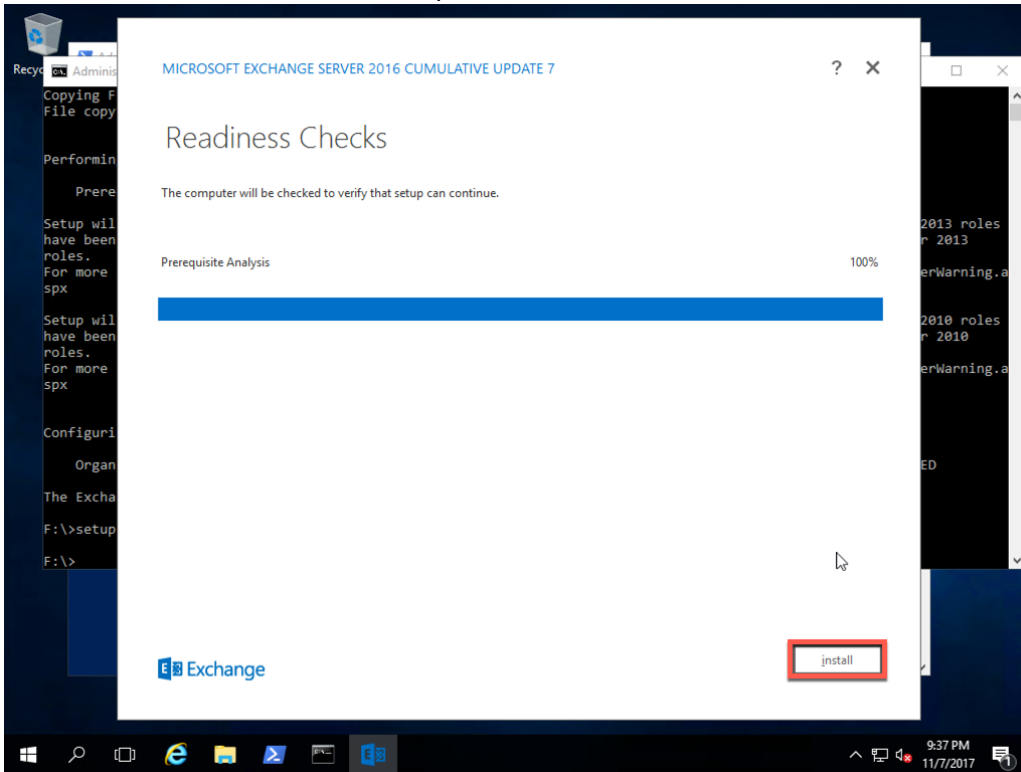 Recyc
Adminis
MICROSOFT EXCHANGE SERVER 2016 CUMULATIVE UPDATE 7
?
Copying F
File copy
Readiness Checks
Performin
Prere
The computer will be checked to verify that setup can continue.
Setup wil 2013 roles
have been r 2013
roles.
For more erWarning.a
spx
Prerequisite Analysis 100%
Setup wil 2010 roles
have been r 2010
roles.
For more erWarning.a
spx
Configuri
Organ ED
The Excha
F:\>setup
F:\>
install
E Exchange
9:37 PM
11/7/2017
1